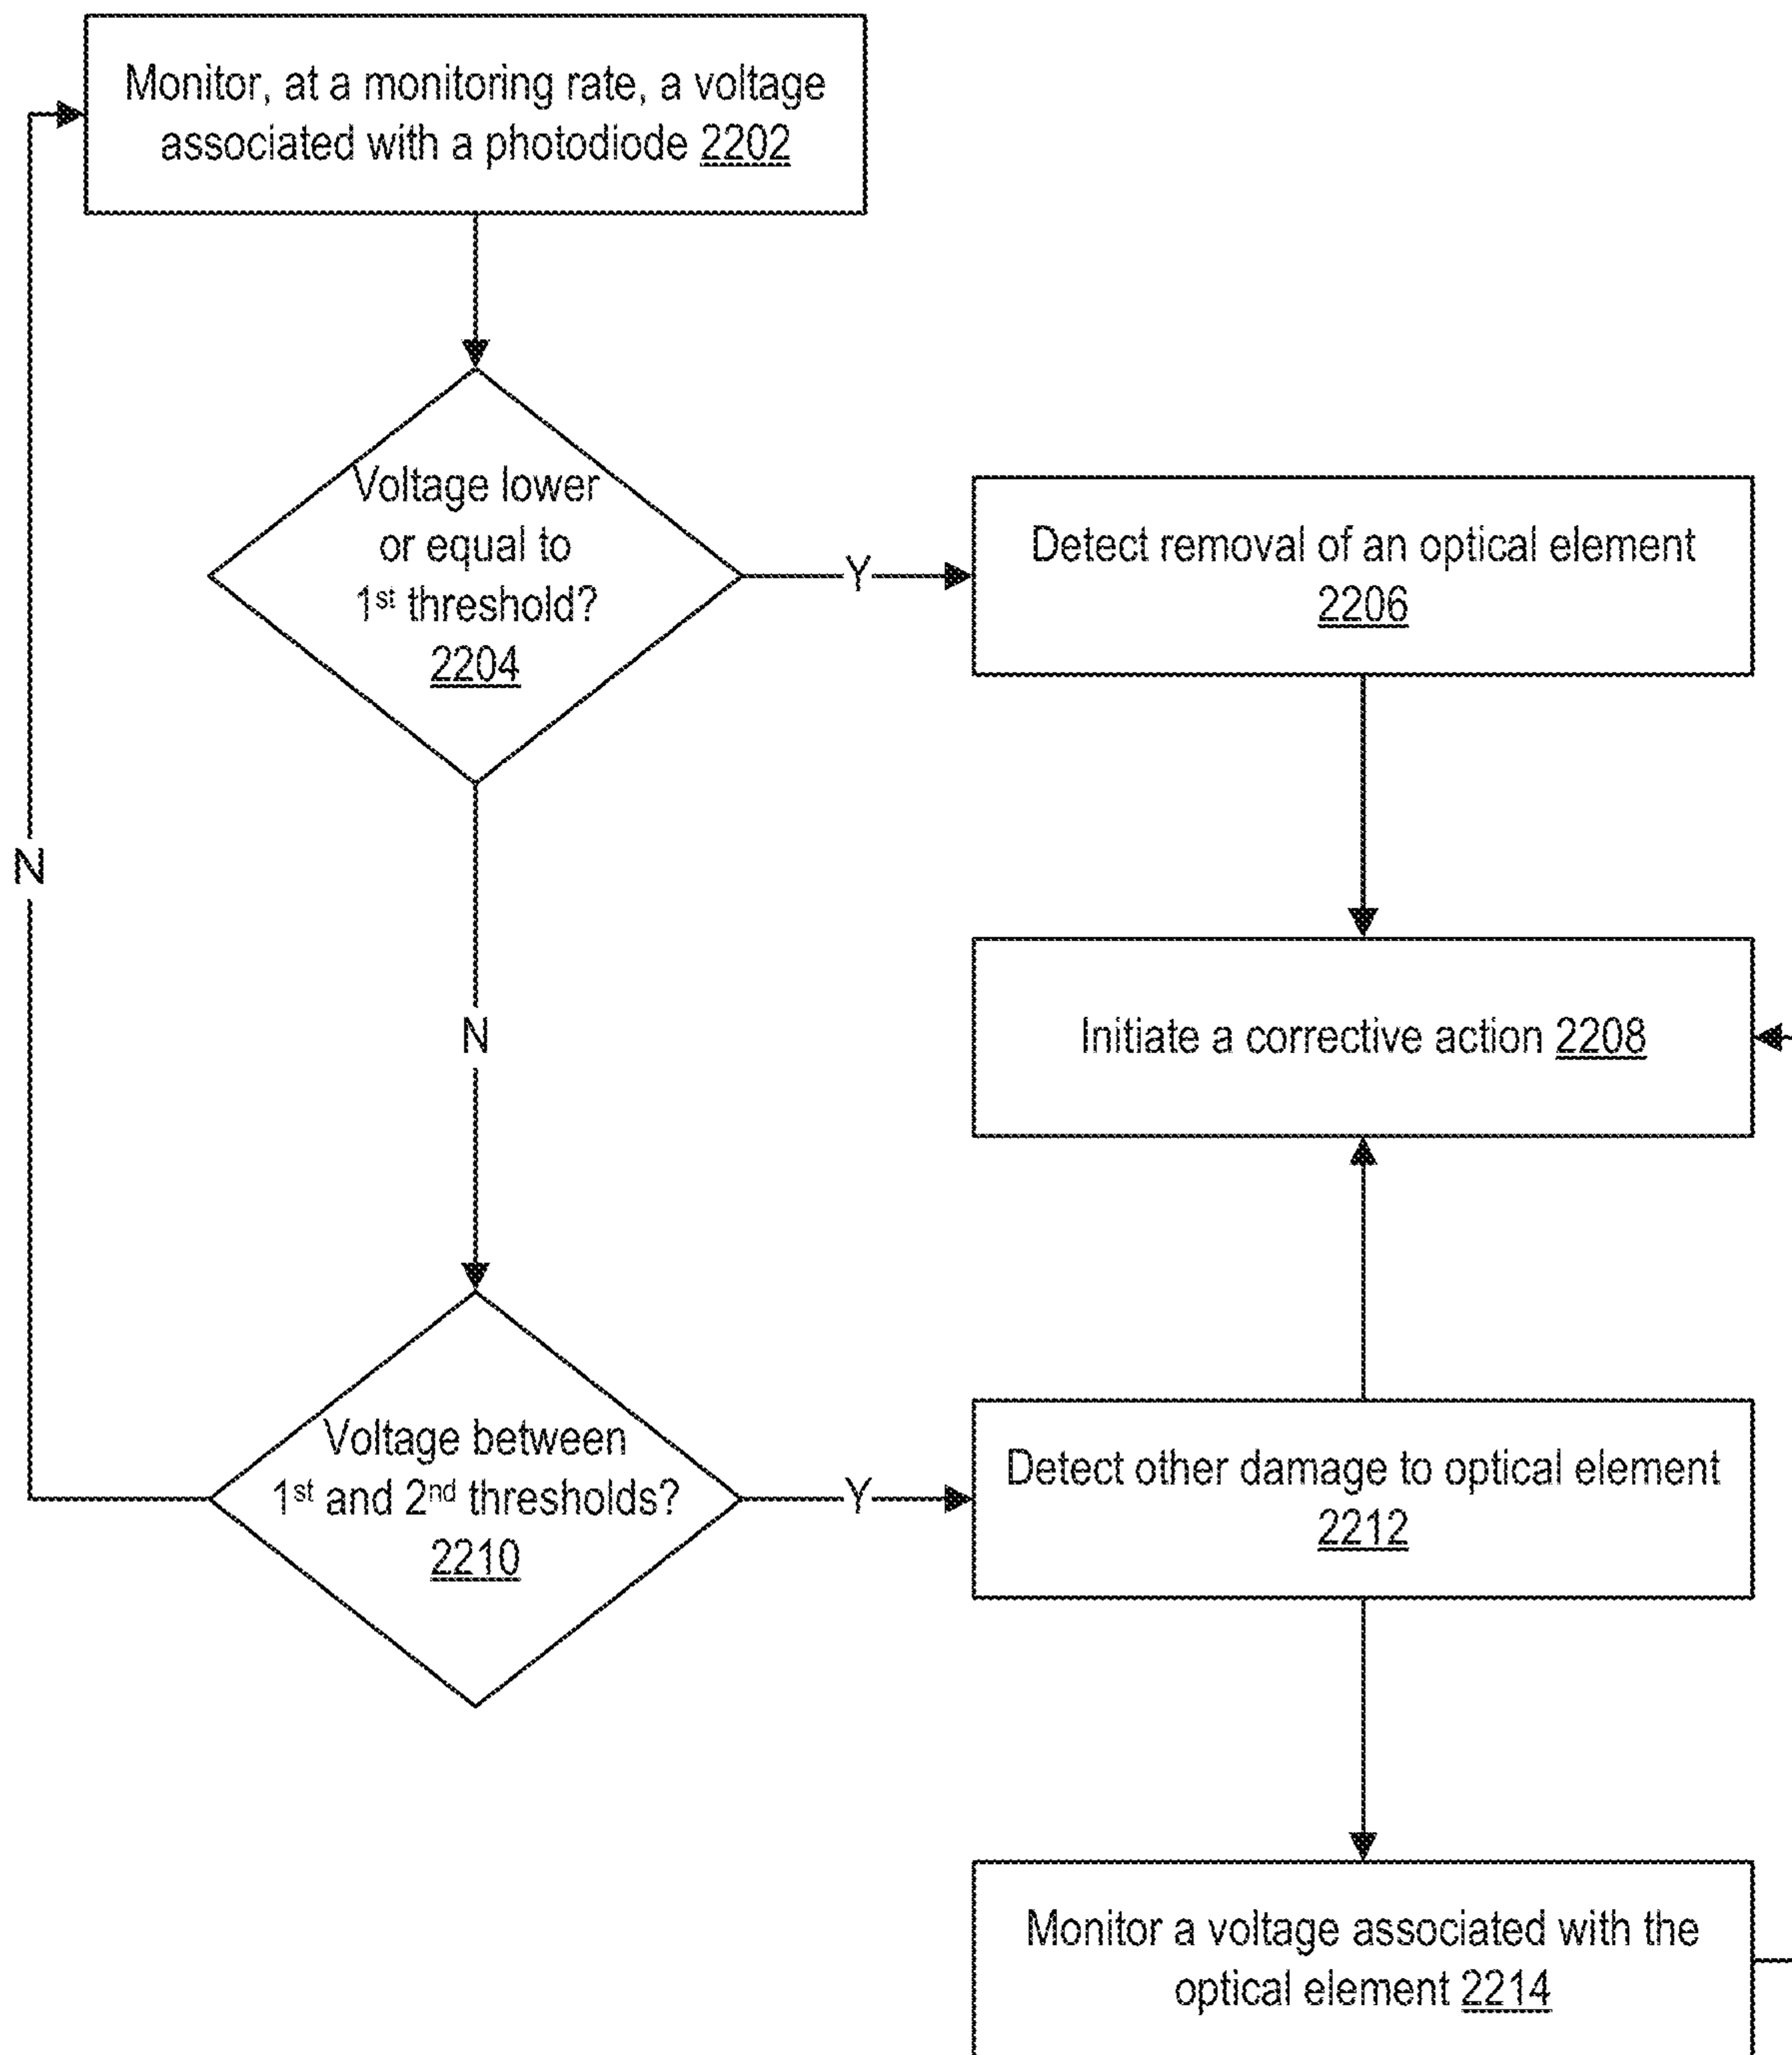 Monitor, at a monitoring rate, a voltage
associated with a photodiode 2202
Voltage lower
or equal to
1st threshold?
2204
Y
Detect removal of an optical element
2206
N
N
Initiate a corrective action 2208
Voltage between
1st and 2nd thresholds?
2210
Y
Detect other damage to optical element
2212
Monitor a voltage associated with the
optical element 2214